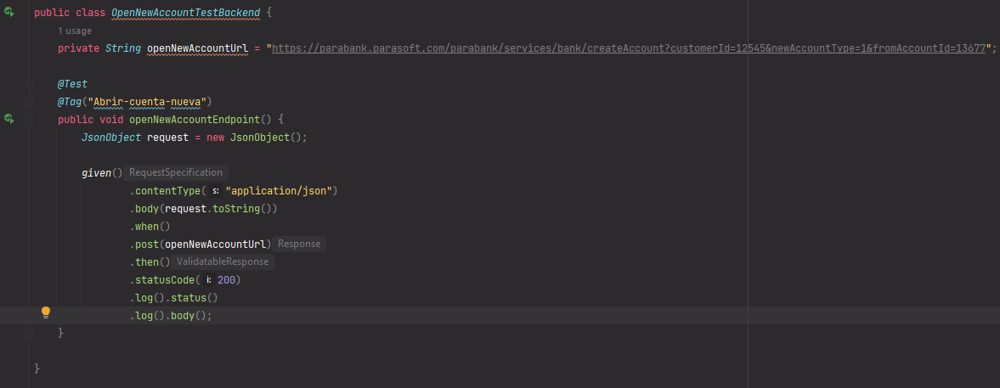 public class OpenNewAccountTestBackend {
1 usage
private String openNewAccountUrl = "https://parabank.parasoft.com/parabank/services/bank/createAccount?customerId=12545&newAccountType=1&fromAccountId=13677";
@Test
@Tag("Abrir-cuenta-nueva")
public void openNewAccountEndpoint() {
JsonObject request = new JsonObject();
given() RequestSpecification
.contentType( s: "application/json")
.body(request.toString())
.when()
.post(openNewAccountUrl) Response
.then() ValidatableResponse
.statusCode( i: 200)
.log().status()
.log().body();
}
}